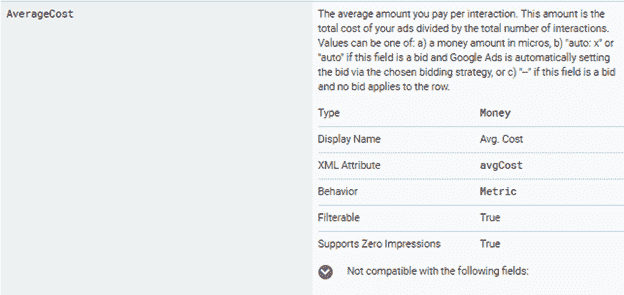 AverageCost
The average amount you pay per interaction. This amount is the
total cost of your ads divided by the total number of interactions.
Values can be one of: a) a money amount in micros, b) "auto: x" or
"auto" if this field is a bid and Google Ads is automatically setting
the bid via the chosen bidding strategy, or c) "--" if this field is a bid
and no bid applies to the row.
Type Money
Display Name Avg. Cost
XML Attribute avgCost
Behavior Metric
Filterable True
Supports Zero Impressions True
Not compatible with the following fields: